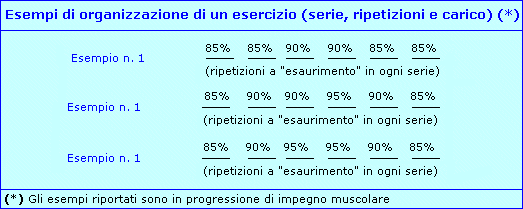 Esempi di organizzazione di un esercizio (serie, ripetizioni e carico) (*)
85% 85% 90% 90% 85% 85%
Esempio n. 1
(ripetizioni a "esaurimento" in ogni serie)
85% 90% 90% 95% 90% 85%
Esempio n. 1
(ripetizioni a "esaurimento" in ogni serie)
85% 90% 95% 95% 90% 85%
Esempio n. 1
(ripetizioni a "esaurimento" in ogni serie)
(*) Gli esempi riportati sono in progressione di impegno muscolare